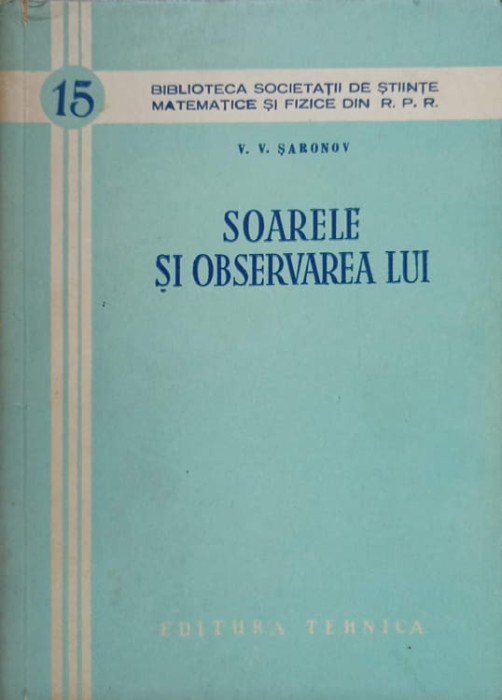 15
BIBLIOTECA SOCIETAȚII DE ȘTIINȚE
MATEMATICE ȘI FIZICE DIN R. P. R.
V. V. ȘARONOV
SOARELE
ȘI OBSERVAREA LUI
EDITURA TEHNICA